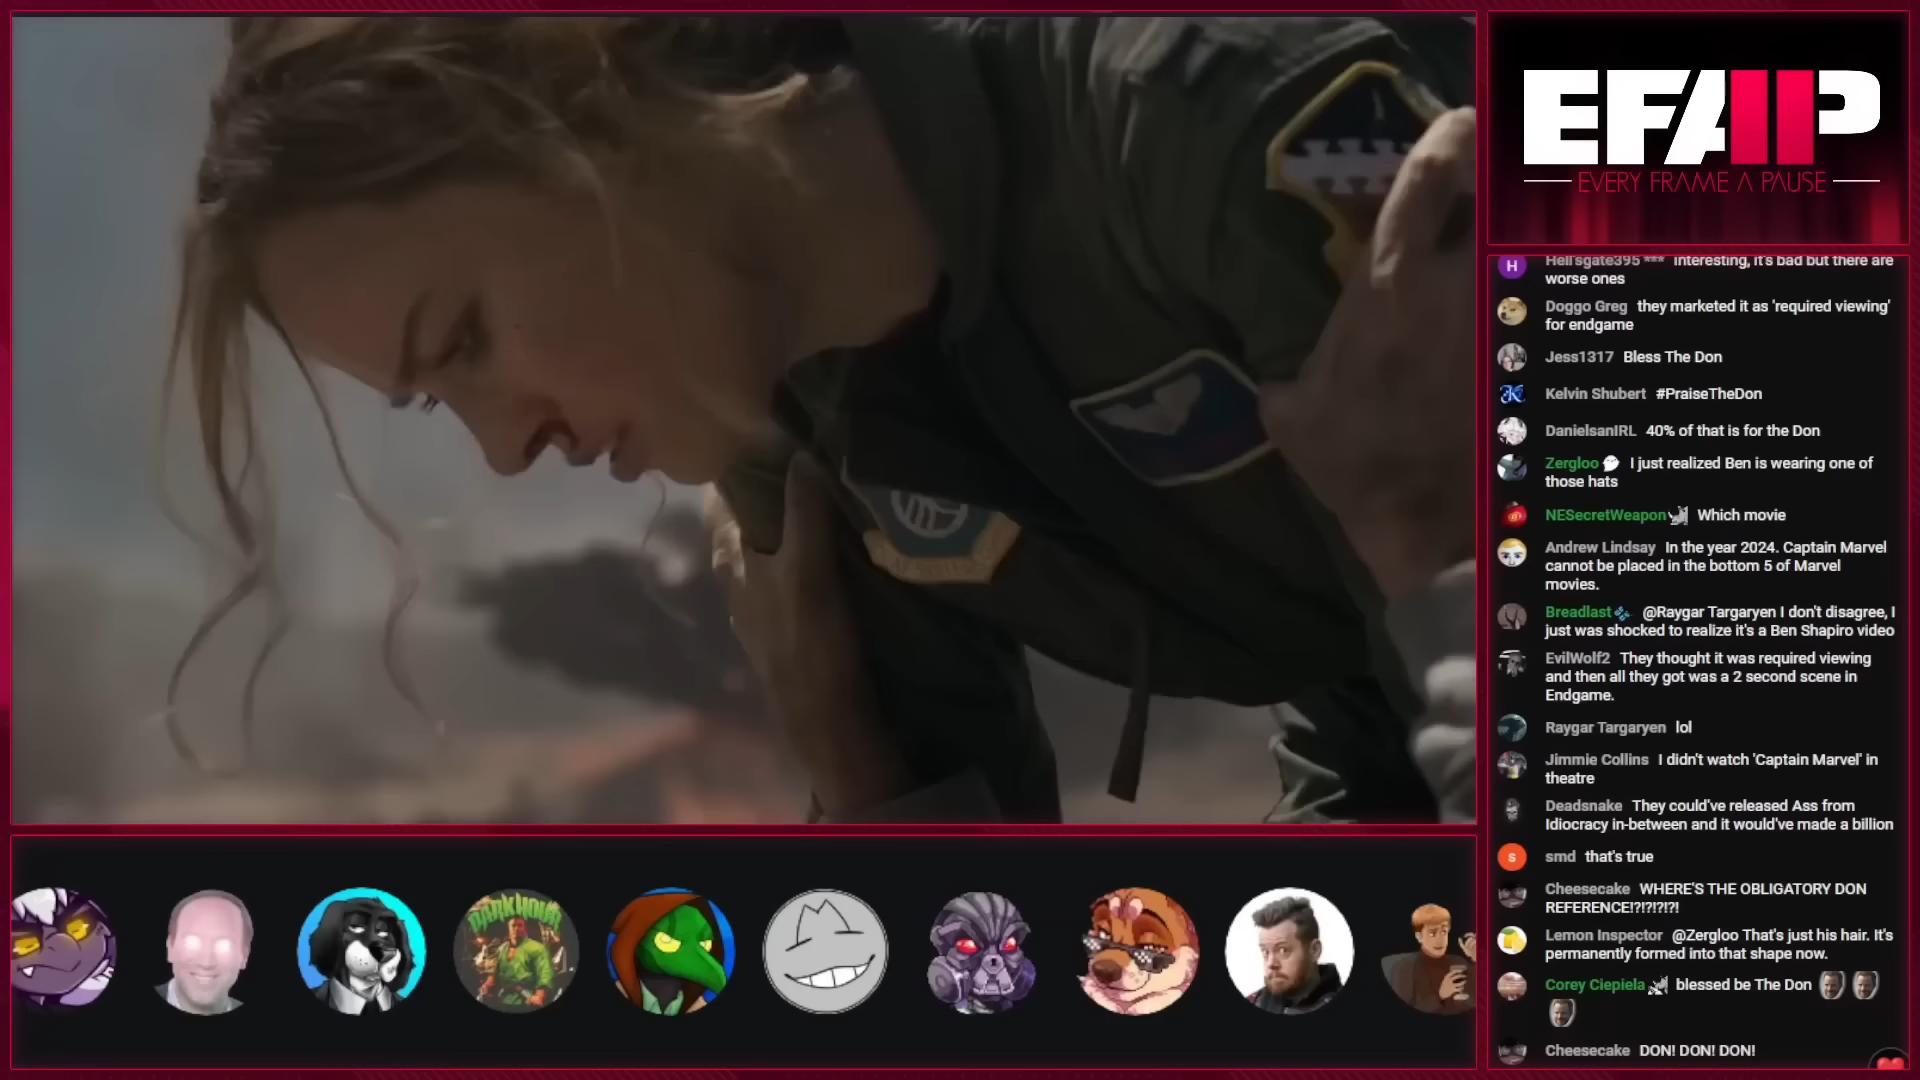 EFAP
EVERY FRAME A PAUSE
Hell'sgate395 *** Interesting, it's bad but there are
worse ones
Doggo Greg they marketed it as 'required viewing'
for endgame
Jess1317 Bless The Don
Kelvin Shubert #PraiseTheDon
DanielsanIRL 40% of that is for the Don
Zergloo I just realized Ben is wearing one of
those hats
NESecretWeapon Which movie
Andrew Lindsay In the year 2024. Captain Marvel
cannot be placed in the bottom 5 of Marvel
movies.
Breadlast @Raygar Targaryen I don't disagree, I
just was shocked to realize it's a Ben Shapiro video
EvilWolf2 They thought it was required viewing
and then all they got was a 2 second scene in
Endgame.
Raygar Targaryen lol
Jimmie Collins I didn't watch 'Captain Marvel' in
theatre
Deadsnake They could've released Ass from
Idiocracy in-between and it would've made a billion
smd that's true
Cheesecake WHERE'S THE OBLIGATORY DON
REFERENCE!?!?!?!?!
Lemon Inspector @Zergloo That's just his hair. It's
permanently formed into that shape now.
Corey Ciepiela blessed be The Don
Cheesecake DON! DON! DON!
H
s
DARK HOUR